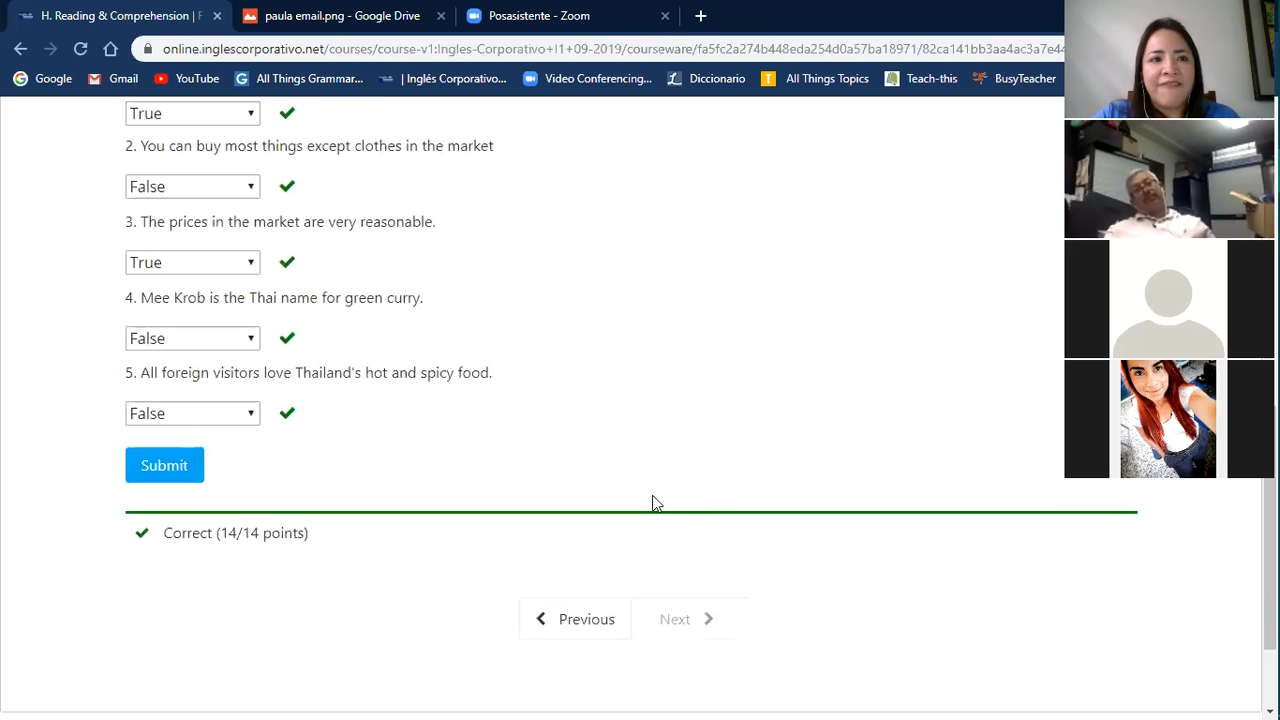 H. Reading & Comprehension | F
paula email.png - Google Drive
Posasistente - Zoom
online.inglescorporativo.net/courses/course-v1:Ingles-Corporativo+I1+09-2019/courseware/fa5fc2a274b448eda254d0a57ba18971/82ca141bb3aa4ac3a7e44
Google
Gmail
YouTube
All Things Grammar...
| Inglés Corporativo...
Video Conferencing...
Diccionario
All Things Topics
Teach-this
BusyTeacher
True
2. You can buy most things except clothes in the market
False
3. The prices in the market are very reasonable.
True
4. Mee Krob is the Thai name for green curry.
False
5. All foreign visitors love Thailand's hot and spicy food.
False
Submit
Correct (14/14 points)
Previous
Next